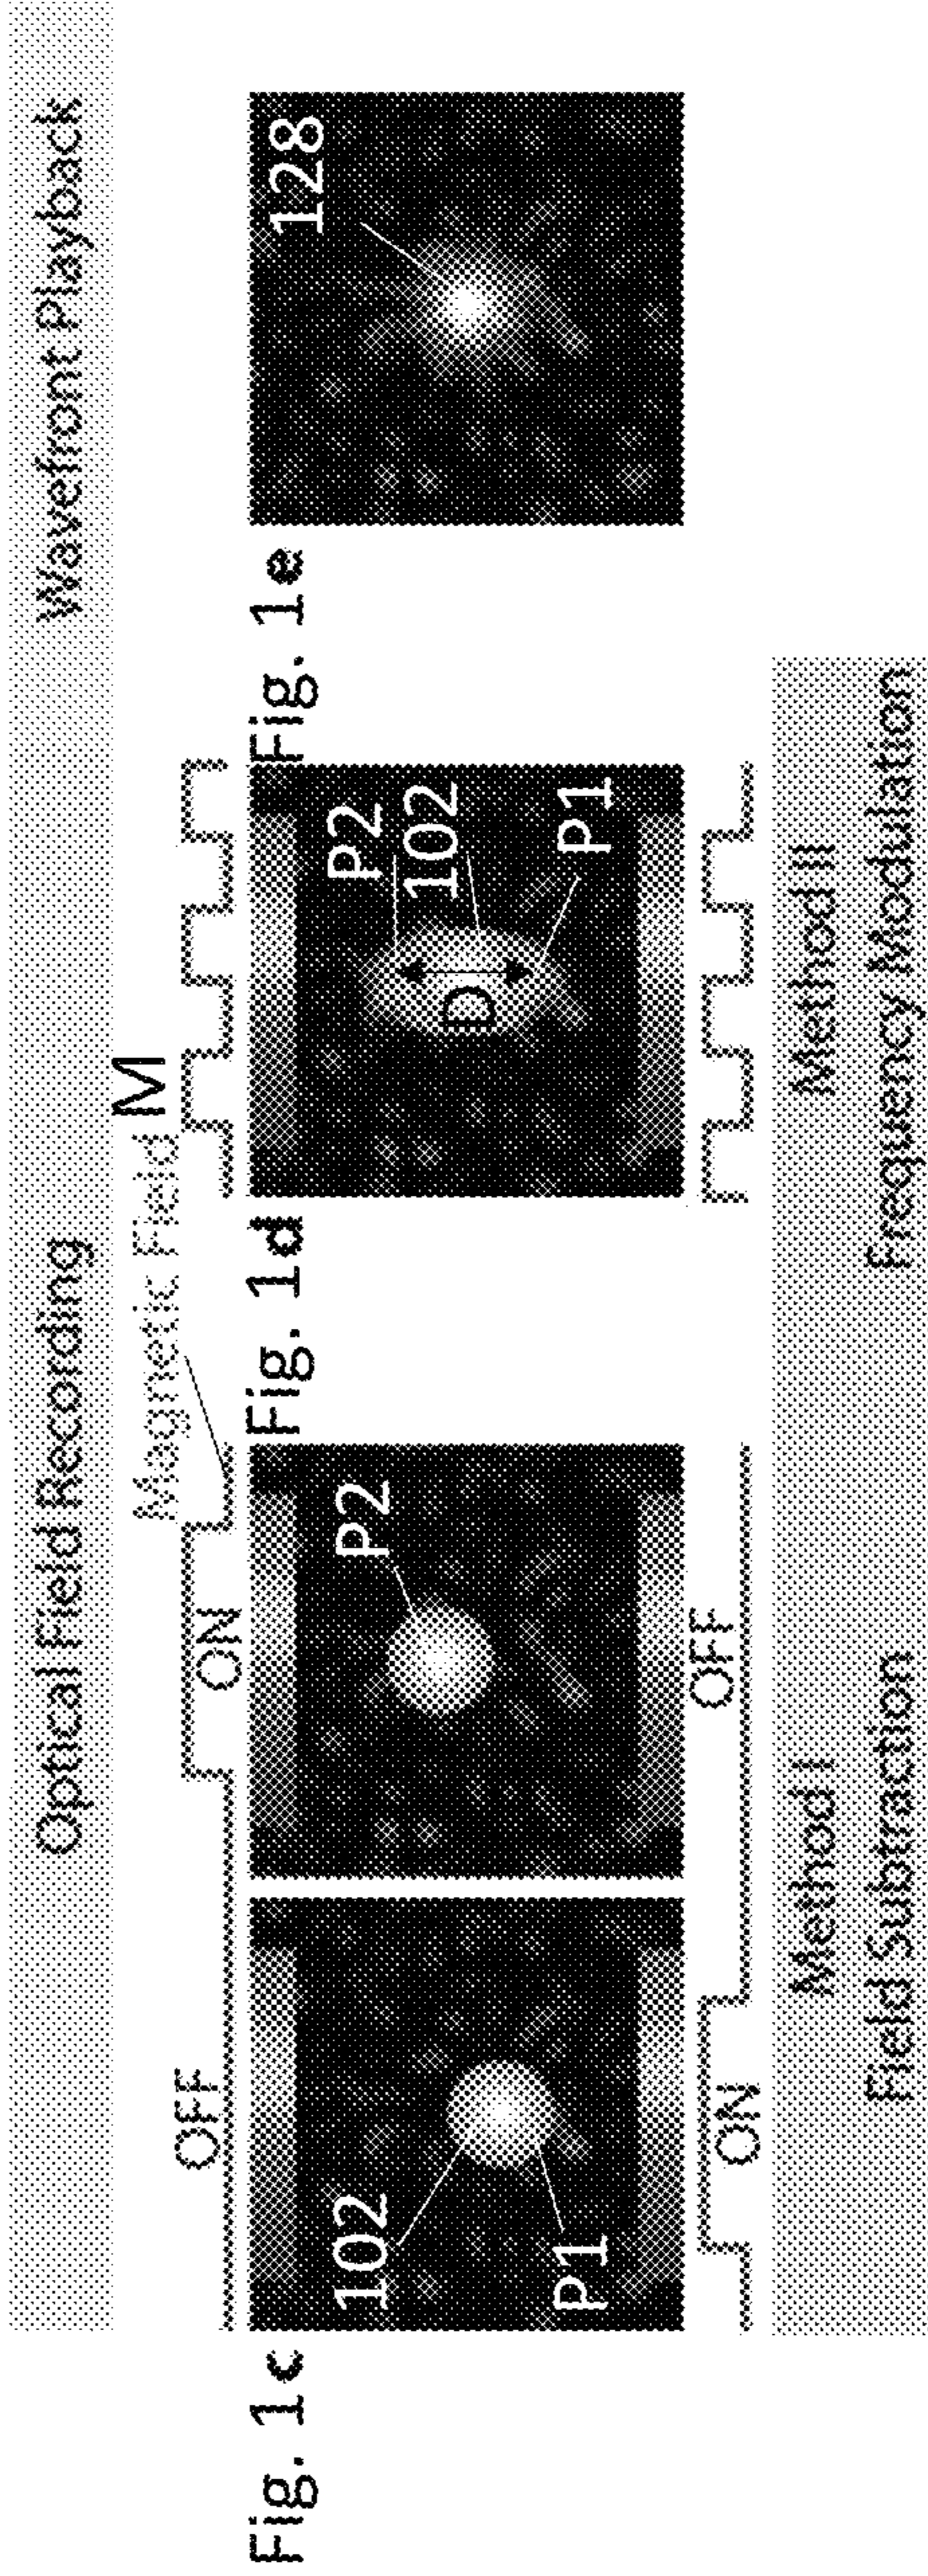 Optical Field Recording
Wavefront Playback
Magnetic Field M
OFF
ON
Fig. 1c
102
P1
P2
ON
OFF
Fig. 1d
P2
102
D
P1
Fig. 1e
128
Method I
Field Subtraction
Method II
Frequency Modulation